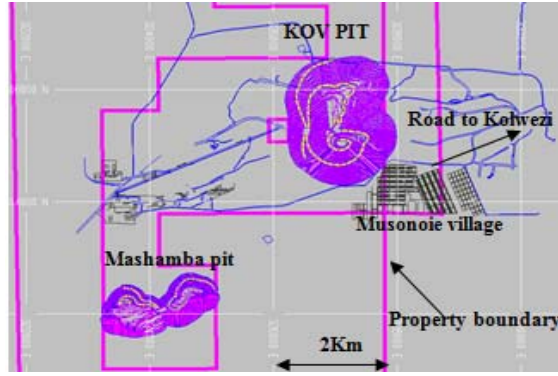 KOV PIT
Road to Kolwezi
Musonoie village
Mashamba pit
Property boundary
2Km